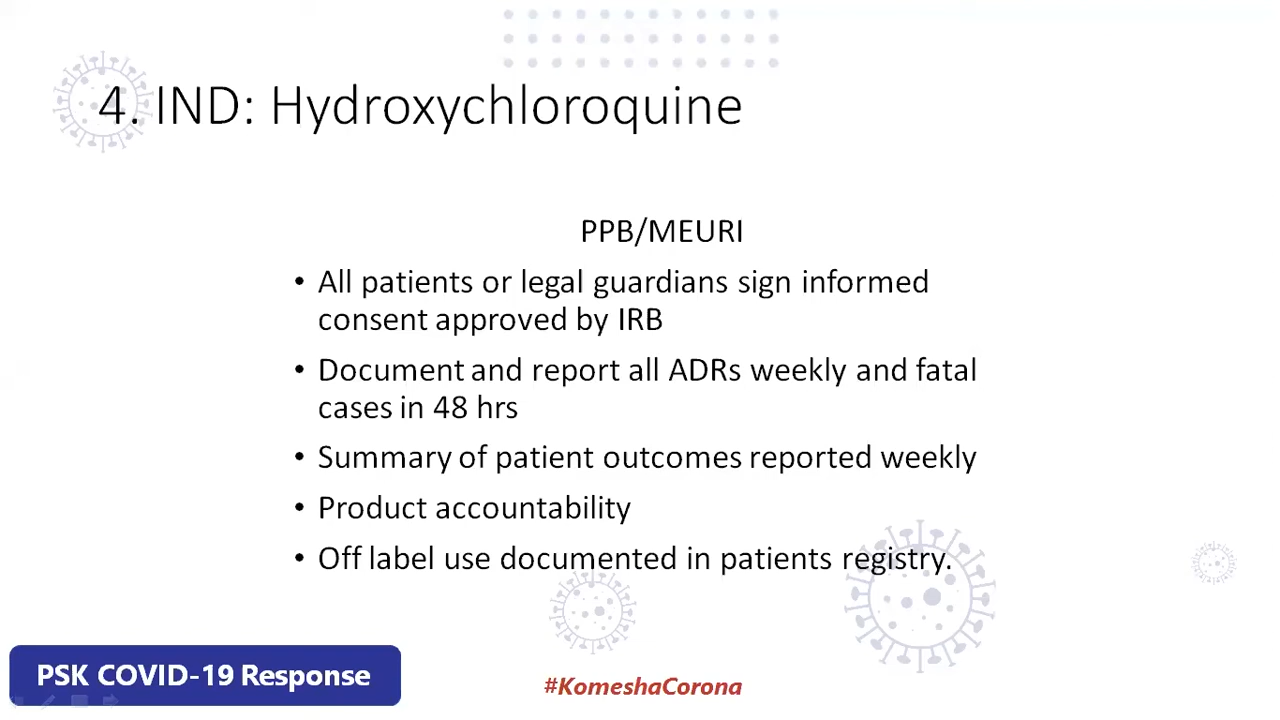 4. IND: Hydroxychloroquine
PPB/MEURI
• All patients or legal guardians sign informed
consent approved by IRB
• Document and report all ADRs weekly and fatal
cases in 48 hrs
• Summary of patient outcomes reported weekly
• Product accountability
• Off label use documented in patients registry.
PSK COVID-19 Response
#KomeshaCorona